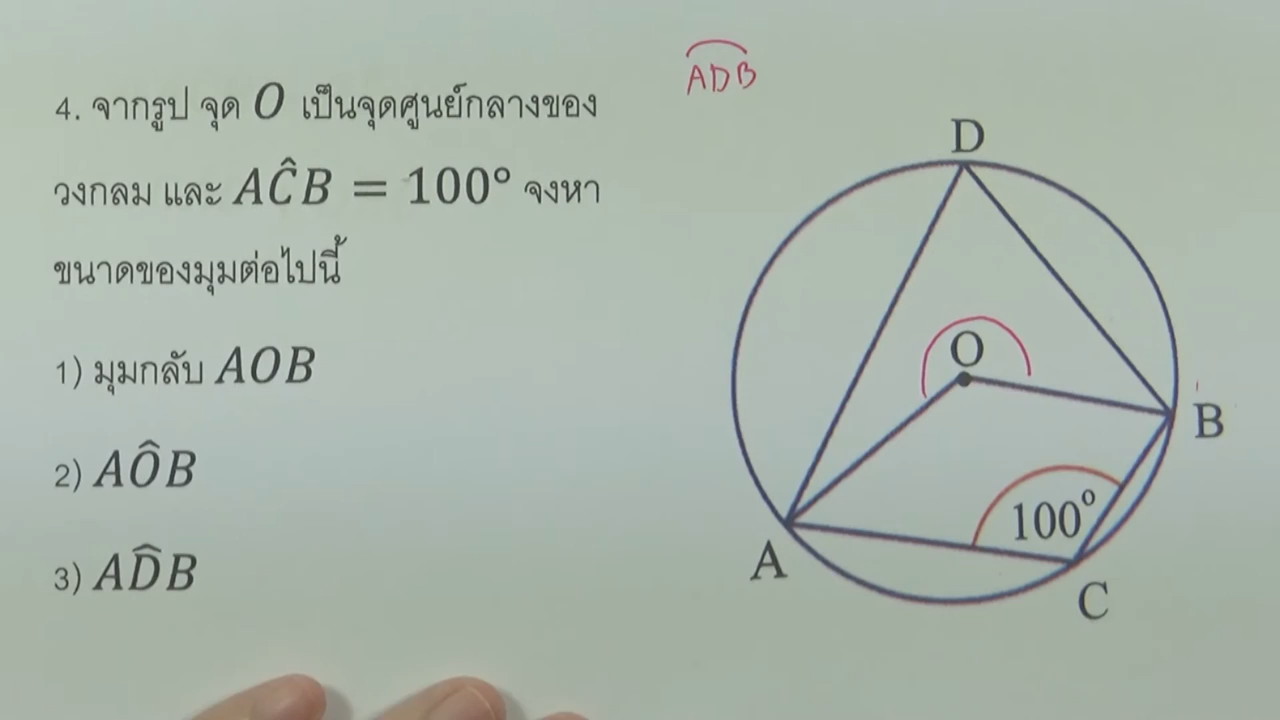 4. จากรูป จุด O เป็นจุดศูนย์กลางของ
วงกลม และ AĈB = 100° จงหา
ขนาดของมุมต่อไปนี้
1) มุมกลับ AOB
2) AÔB
3) AD̂B
ADB
D
O
B
100°
A
C